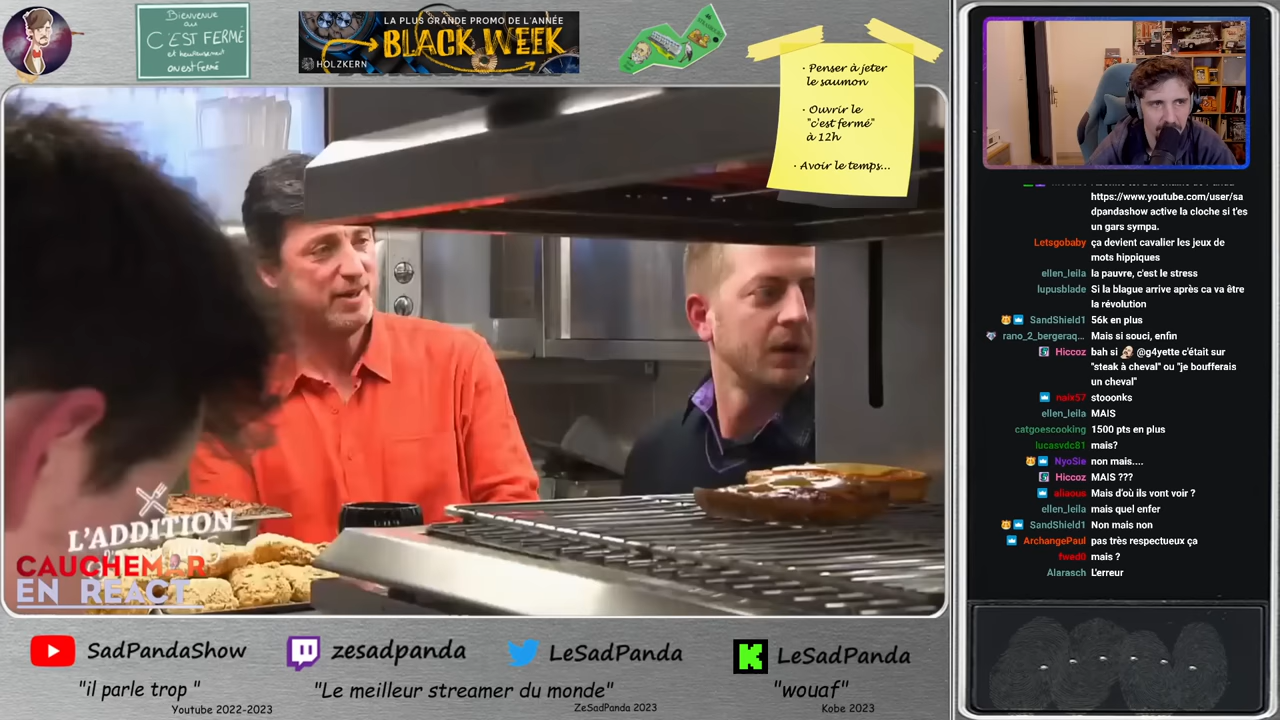 Bienvenue
au
C'EST FERMÉ
et heureusement
on est fermé
LA PLUS GRANDE PROMO DE L'ANNÉE
BLACK WEEK
HOLZKERN
· Penser à jeter
le saumon
· Ouvrir le
"c'est fermé"
à 12h
· Avoir le temps...
L'ADDITION
CAUCHEMAR
EN REACT
https://www.youtube.com/user/sa
dpandashow active la cloche si t'es
un gars sympa.
Letsgobaby ça devient cavalier les jeux de
mots hippiques
ellen_leila la pauvre, c'est le stress
lupusblade Si la blague arrive après ca va être
la révolution
SandShield1 56k en plus
rano_2_bergeraq... Mais si souci, enfin
Hiccoz bah si @g4yette c'était sur
"steak à cheval" ou "je boufferais
un cheval"
naix57 stooonks
ellen_leila MAIS
catgoescooking 1500 pts en plus
lucasvdc81 mais?
NyoSie non mais....
Hiccoz MAIS ???
aliaous Mais d'où ils vont voir ?
ellen_leila mais quel enfer
SandShield1 Non mais non
ArchangePaul pas très respectueux ça
fwed0 mais ?
Alarasch L'erreur
SadPandaShow
"il parle trop "
Youtube 2022-2023
zesadpanda
LeSadPanda
"Le meilleur streamer du monde"
ZeSadPanda 2023
K LeSadPanda
"wouaf"
Kobe 2023